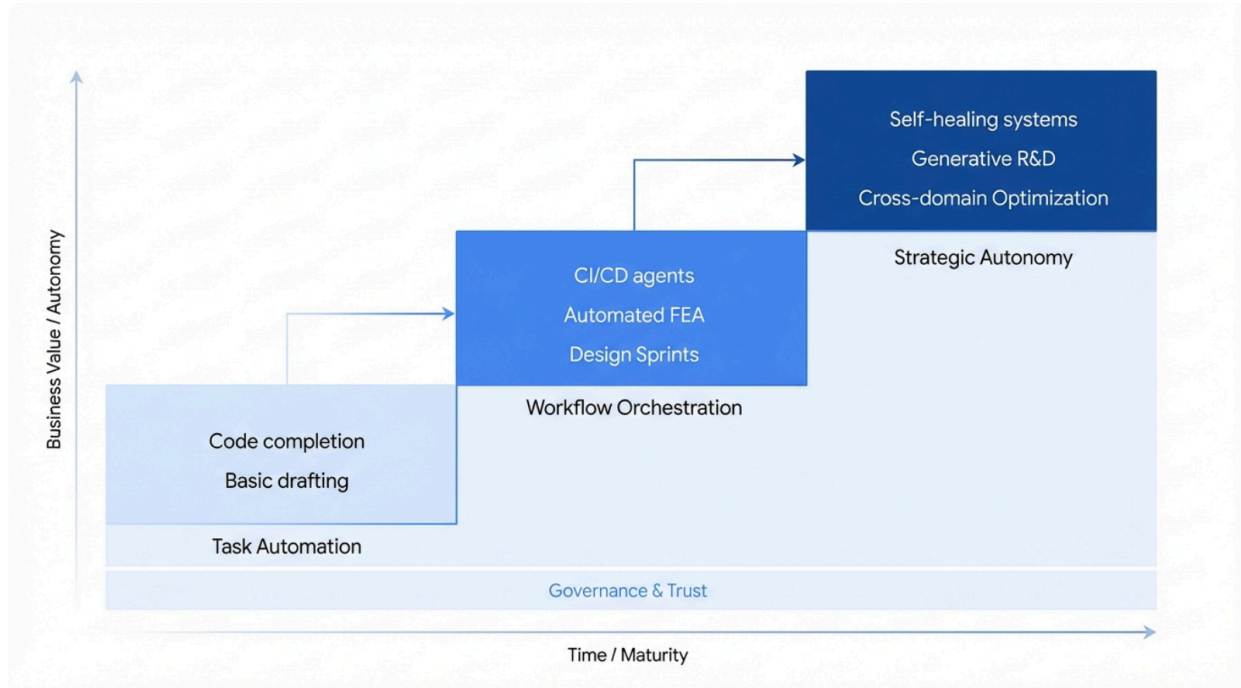 Business Value / Autonomy
Self-healing systems
Generative R&D
Cross-domain Optimization
Strategic Autonomy
CI/CD agents
Automated FEA
Design Sprints
Workflow Orchestration
Code completion
Basic drafting
Task Automation
Governance & Trust
Time / Maturity